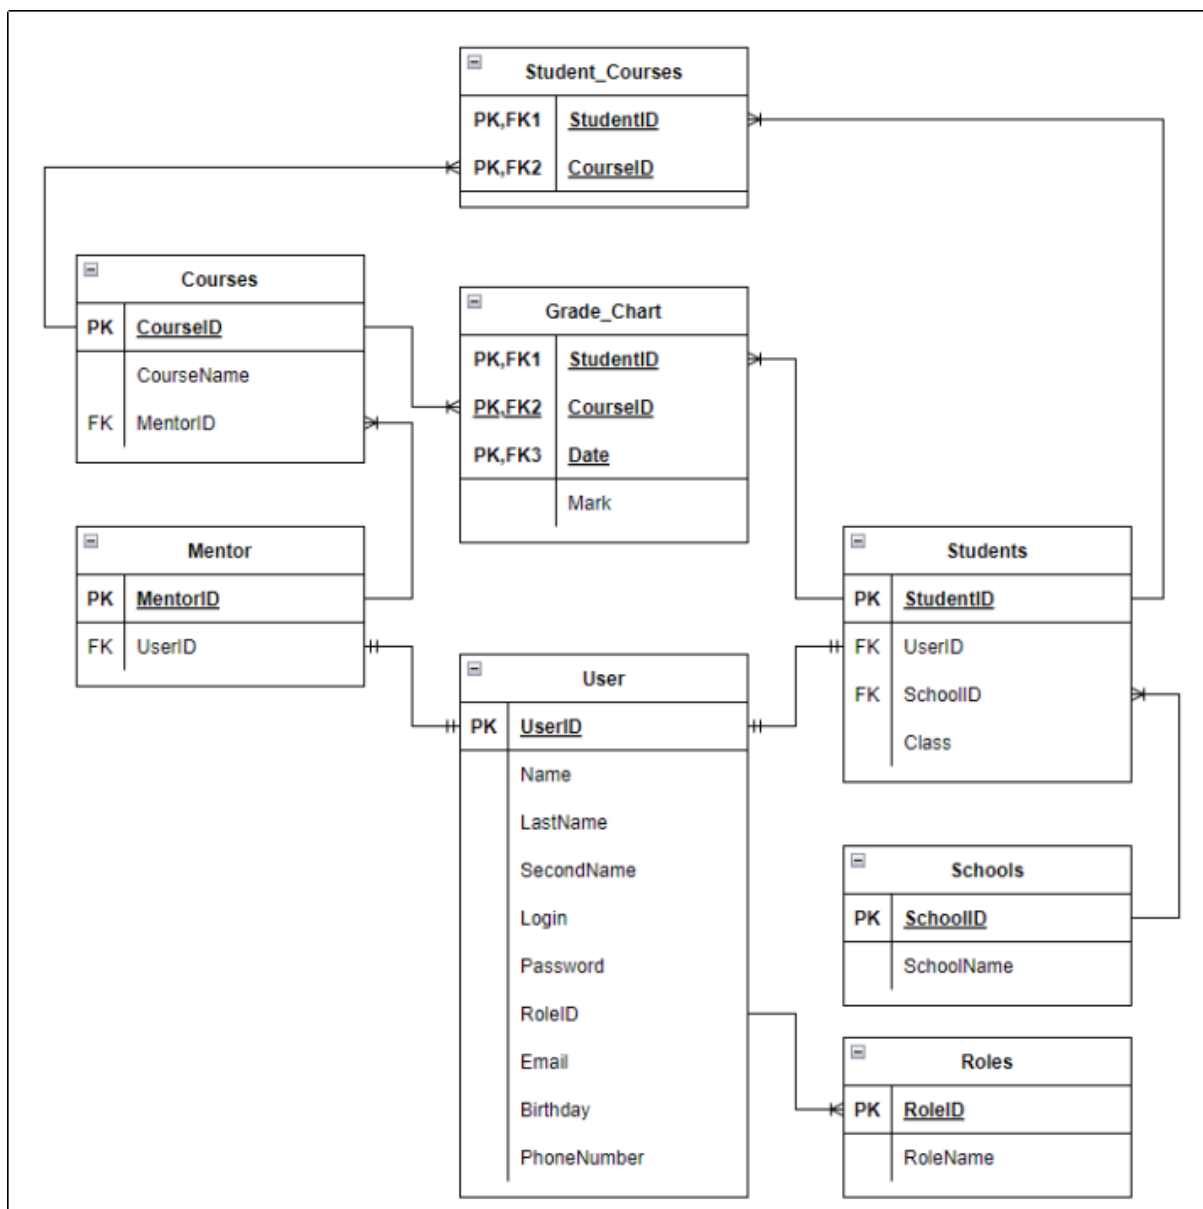 Student_Courses
PK,FK1 StudentID
PK,FK2 CourseID
Courses
PK CourseID
CourseName
FK MentorID
Grade_Chart
PK,FK1 StudentID
PK,FK2 CourseID
PK,FK3 Date
Mark
Mentor
PK MentorID
FK UserID
Students
PK StudentID
FK UserID
FK SchoolID
Class
User
PK UserID
Name
LastName
SecondName
Login
Password
RoleID
Email
Birthday
PhoneNumber
Schools
PK SchoolID
SchoolName
Roles
PK RoleID
RoleName